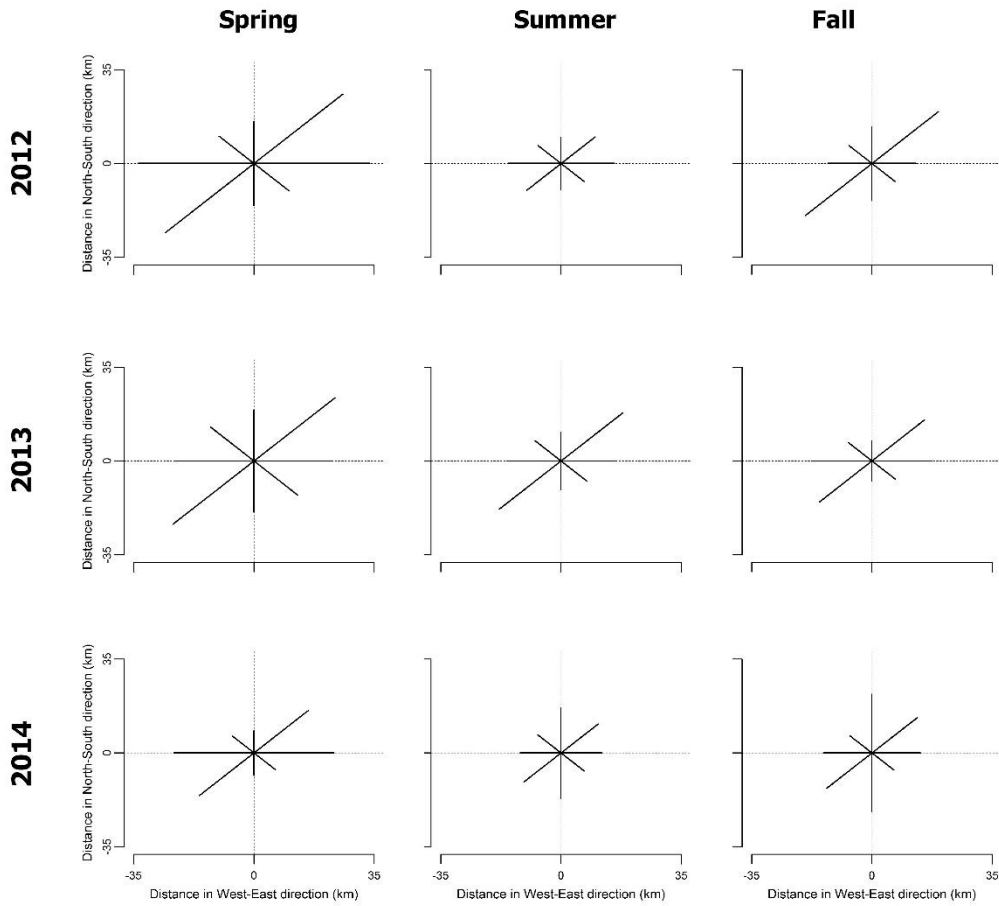 Spring Summer Fall
2012
Distance in North-South direction (km)
35
0
-35
2013
Distance in North-South direction (km)
35
0
-35
2014
Distance in North-South direction (km)
35
0
-35
-35 0 35 -35 0 35 -35 0 35
Distance in West-East direction (km) Distance in West-East direction (km) Distance in West-East direction (km)